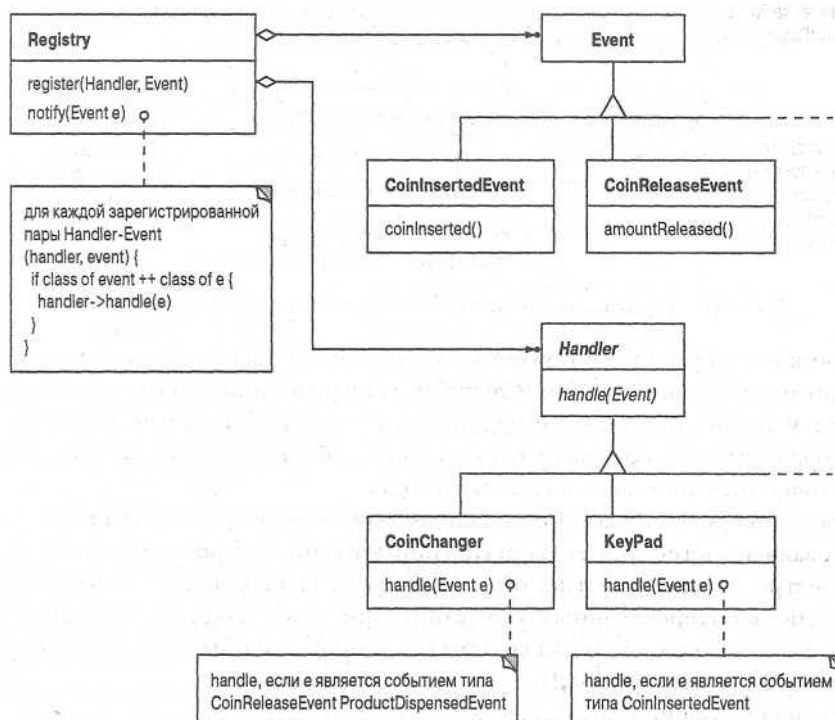 Registry
register(Handler, Event)
notify(Event e)
Event
CoinInsertedEvent
coinInserted()
CoinReleaseEvent
amountReleased()
для каждой зарегистрированной
пары Handler-Event
(handler, event) {
if class of event ++ class of e {
handler->handle(e)
}
}
Handler
handle(Event)
CoinChanger
handle(Event e)
KeyPad
handle(Event e)
handle, если e является событием типа
CoinReleaseEvent ProductDispensedEvent
handle, если e является событием
типа CoinInsertedEvent